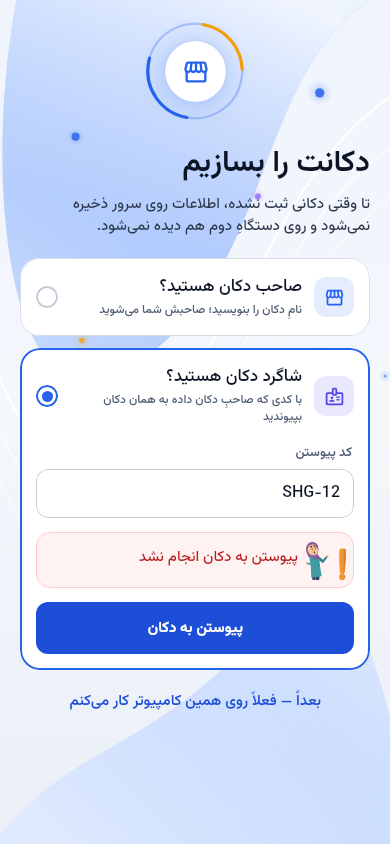 دکانت را بسازیم
تا وقتی دکانی ثبت نشده، اطلاعات روی سرور ذخیره
نمی‌شود و روی دستگاهِ دوم هم دیده نمی‌شود.
صاحب دکان هستید؟
نامِ دکان را بنویسید؛ صاحبش شما می‌شوید
شاگرد دکان هستید؟
با کدی که صاحبِ دکان داده به همان دکان
بپیوندید
کد پیوستن
SHG-12
پیوستن به دکان انجام نشد
پیوستن به دکان
بعداً — فعلاً روی همین کامپیوتر کار می‌کنم